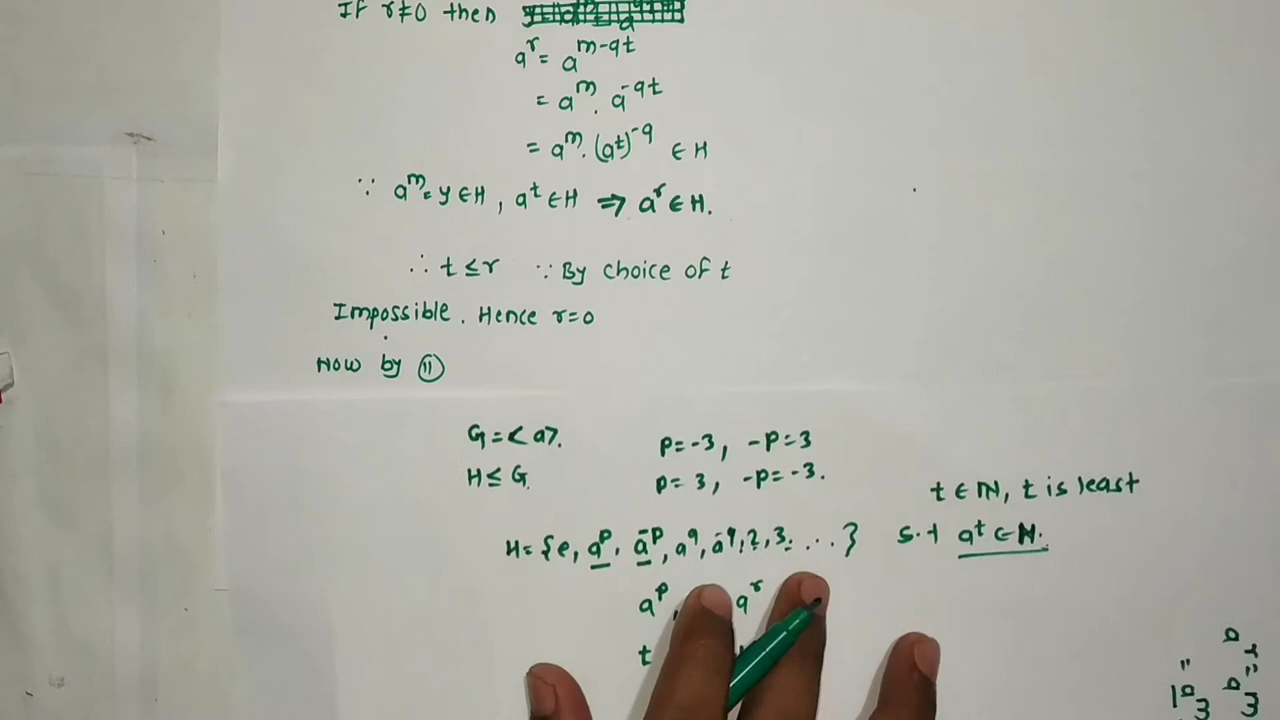 If r≠0 then
a^r = a^{m-qt}
= a^m . a^{-qt}
= a^m . (a^t)^{-q} ∈ H
∵ a^m = y ∈ H, a^t ∈ H ⇒ a^r ∈ H.
∴ t ≤ r ∵ By choice of t
Impossible. Hence r=0
Now by ⑪
G = < a >.
H ≤ G.
P=-3, -P=3
P=3, -P=-3.
t ∈ N, t is least
H = {e, a^p, a^{-p}, a^q, a^{-q}, 2, 3. ...}
s.t a^t ∈ H.
a^p, a^r
t
a^r = a^m
= a^m